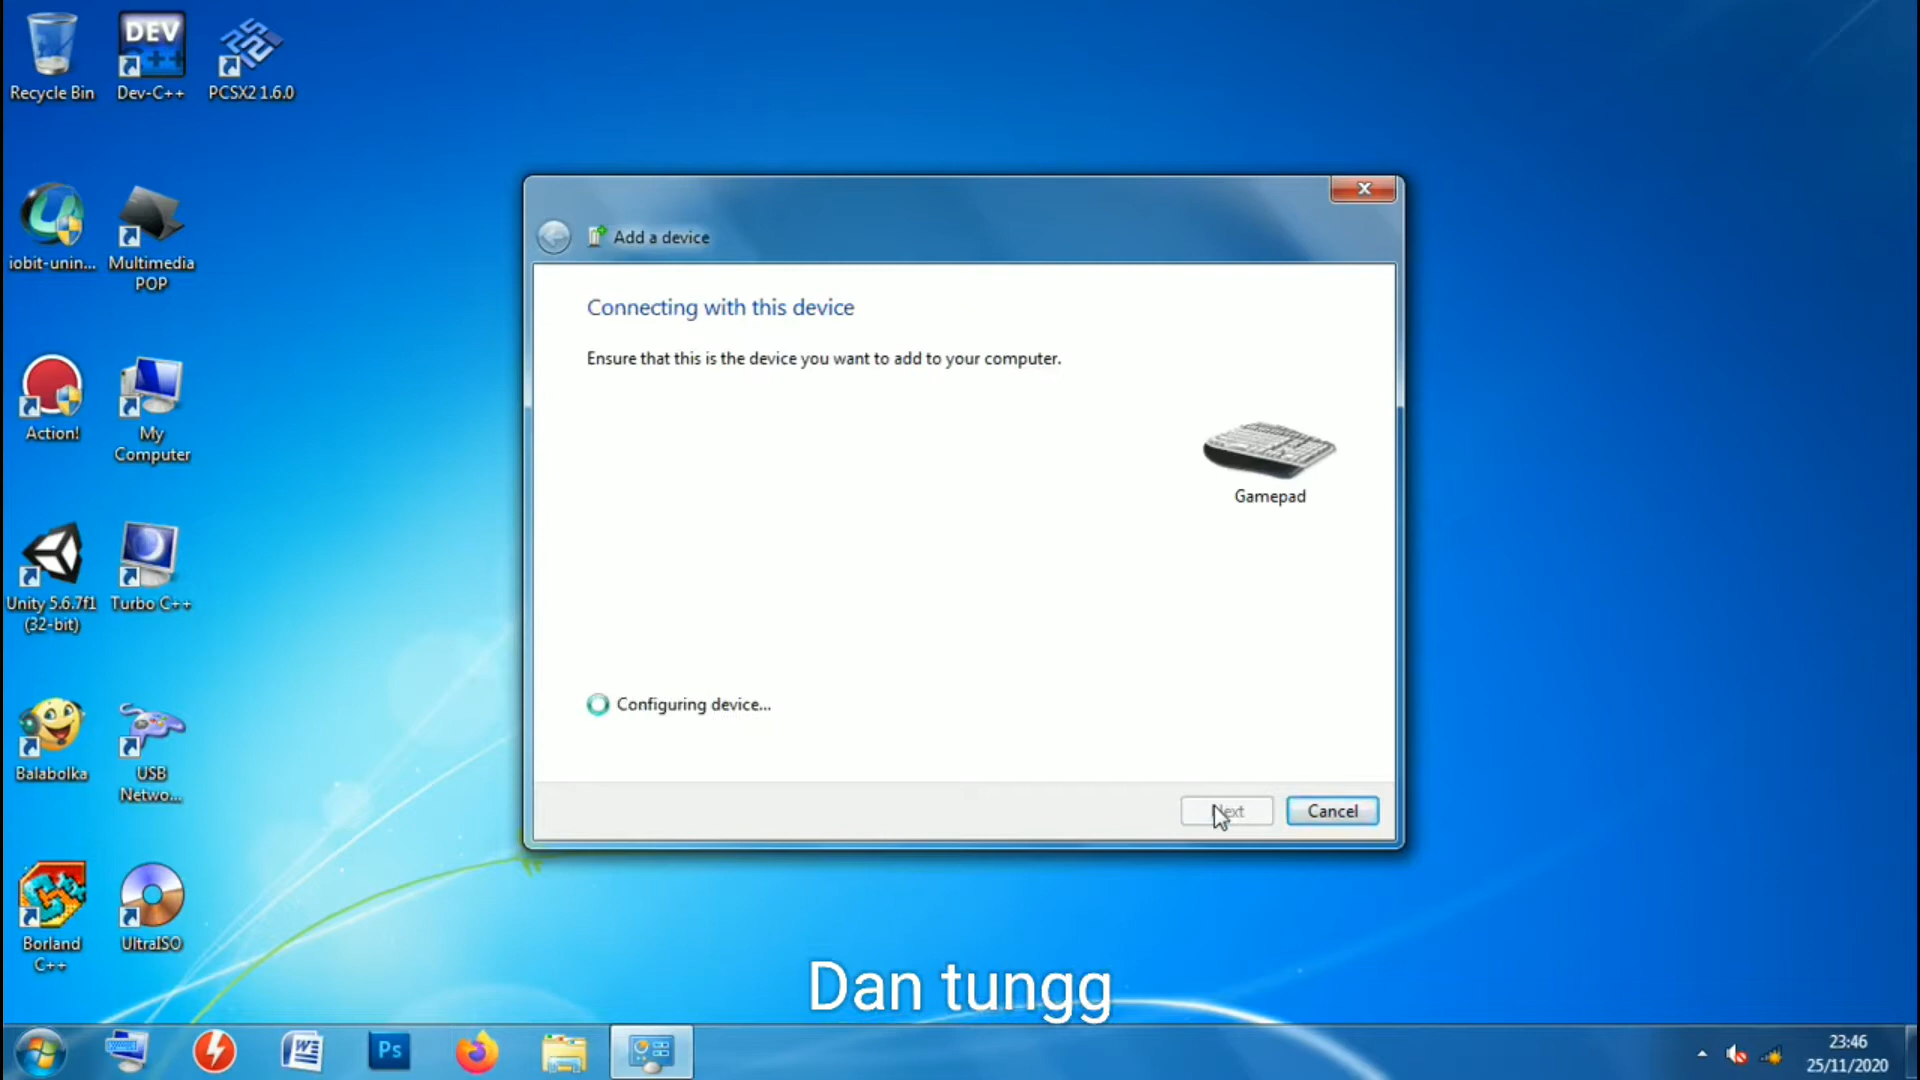 Recycle Bin
Dev-C++
PCSX2 1.6.0
iobit-unin...
Multimedia
POP
Action!
My
Computer
Unity 5.6.7f1
(32-bit)
Turbo C++
Balabolka
USB
Netwo...
Borland
C++
UltraISO
DEV
C++
Add a device
Connecting with this device
Ensure that this is the device you want to add to your computer.
Gamepad
Configuring device...
Next
Cancel
Dan tungg
W
Ps
23:46
25/11/2020